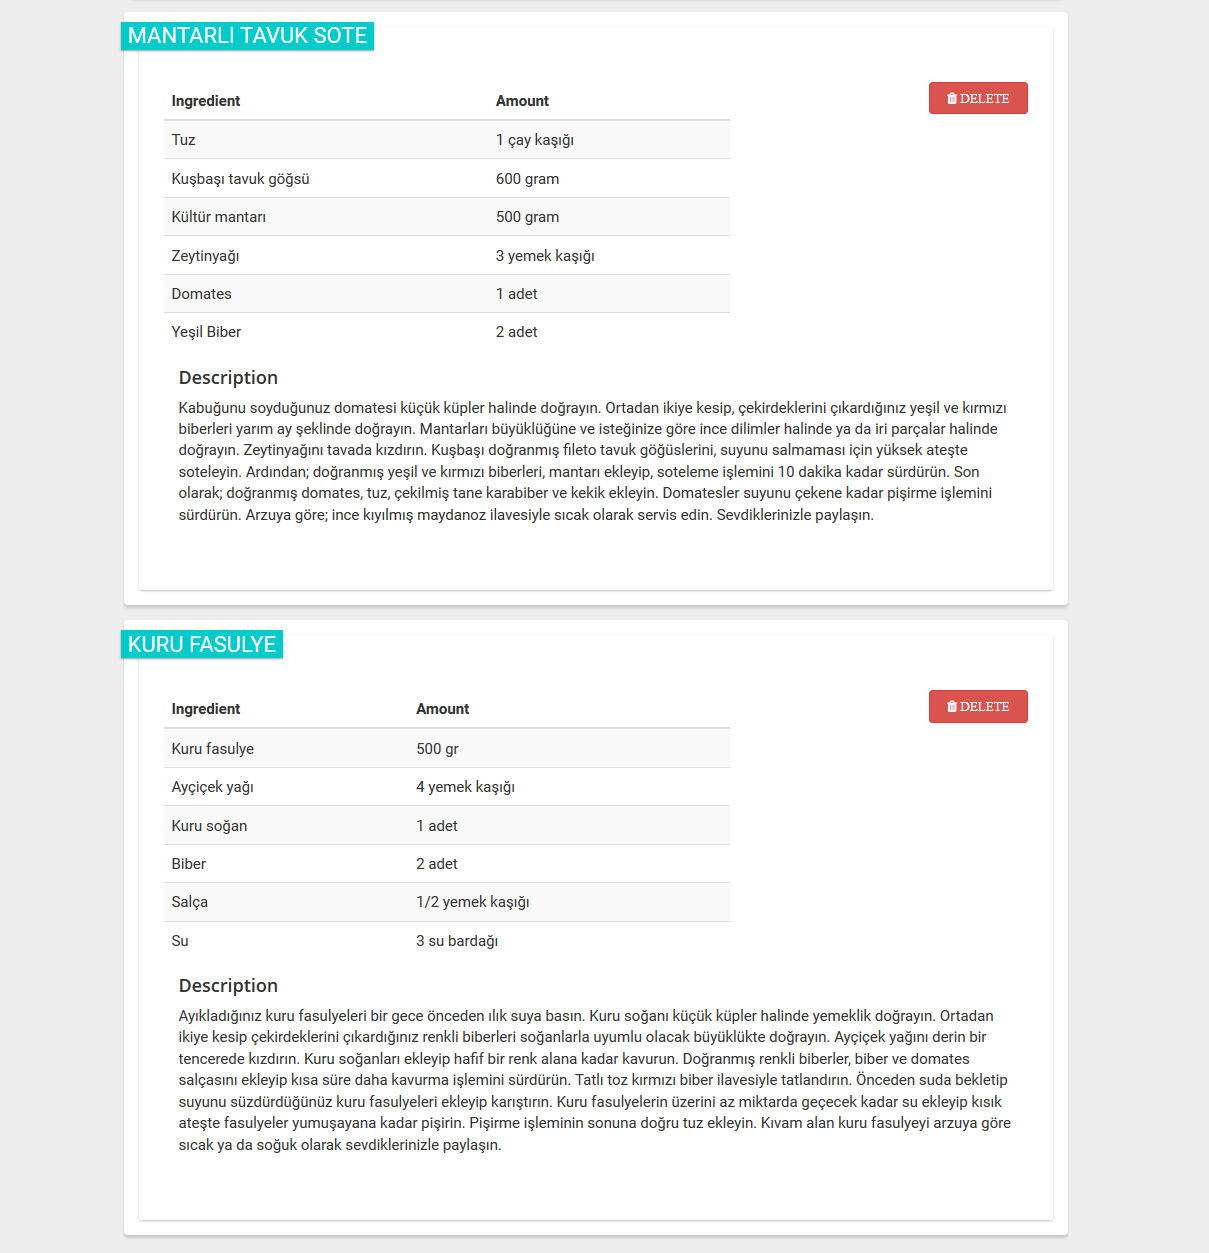 MANTARLI TAVUK SOTE
Ingredient Amount
DELETE
Tuz 1 çay kaşığı
Kuşbaşı tavuk göğsü 600 gram
Kültür mantarı 500 gram
Zeytinyağı 3 yemek kaşığı
Domates 1 adet
Yeşil Biber 2 adet
Description
Kabuğunu soyduğunuz domatesi küçük küpler halinde doğrayın. Ortadan ikiye kesip, çekirdeklerini çıkardığınız yeşil ve kırmızı
biberleri yarım ay şeklinde doğrayın. Mantarları büyüklüğüne ve isteğinize göre ince dilimler halinde ya da iri parçalar halinde
doğrayın. Zeytinyağını tavada kızdırın. Kuşbaşı doğranmış fileto tavuk göğüslerini, suyunu salmaması için yüksek ateşte
soteleyin. Ardından; doğranmış yeşil ve kırmızı biberleri, mantarı ekleyip, soteleme işlemini 10 dakika kadar sürdürün. Son
olarak; doğranmış domates, tuz, çekilmiş tane karabiber ve kekik ekleyin. Domatesler suyunu çekene kadar pişirme işlemini
sürdürün. Arzuya göre; ince kıyılmış maydanoz ilavesiyle sıcak olarak servis edin. Sevdiklerinizle paylaşın.
KURU FASULYE
Ingredient Amount
DELETE
Kuru fasulye 500 gr
Ayçiçek yağı 4 yemek kaşığı
Kuru soğan 1 adet
Biber 2 adet
Salça 1/2 yemek kaşığı
Su 3 su bardağı
Description
Ayıkladığınız kuru fasulyeleri bir gece önceden ılık suya basın. Kuru soğanı küçük küpler halinde yemeklik doğrayın. Ortadan
ikiye kesip çekirdeklerini çıkardığınız renkli biberleri soğanlarla uyumlu olacak büyüklükte doğrayın. Ayçiçek yağını derin bir
tencerede kızdırın. Kuru soğanları ekleyip hafif bir renk alana kadar kavurun. Doğranmış renkli biberler, biber ve domates
salçasını ekleyip kısa süre daha kavurma işlemini sürdürün. Tatlı toz kırmızı biber ilavesiyle tatlandırın. Önceden suda bekletip
suyunu süzdürdüğünüz kuru fasulyeleri ekleyip karıştırın. Kuru fasulyelerin üzerini az miktarda geçecek kadar su ekleyip kısık
ateşte fasulyeler yumuşayana kadar pişirin. Pişirme işleminin sonuna doğru tuz ekleyin. Kıvam alan kuru fasulyeyi arzuya göre
sıcak ya da soğuk olarak sevdiklerinizle paylaşın.